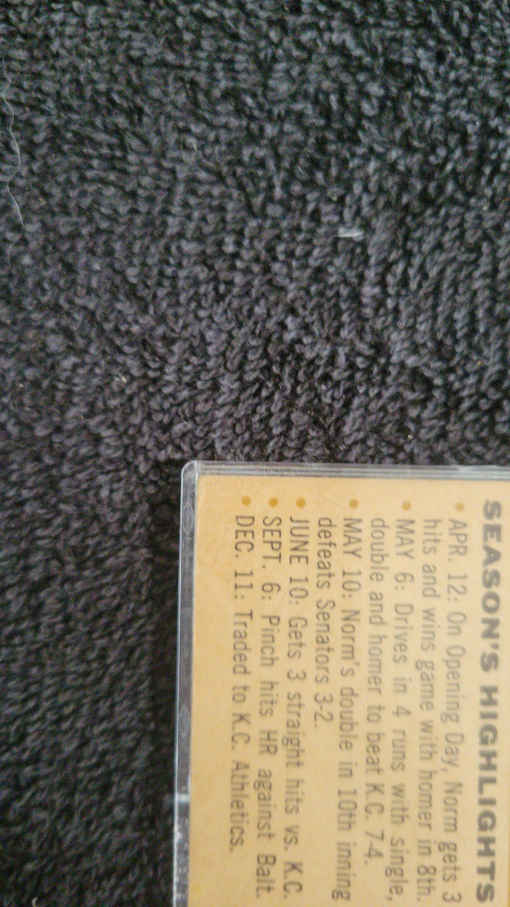 SEASON'S HIGHLIGHTS
• APR. 12: On Opening Day, Norm gets 3
hits and wins game with homer in 8th.
• MAY 6: Drives in 4 runs with single,
double and homer to beat K.C. 7-4.
• MAY 10: Norm's double in 10th inning
defeats Senators 3-2.
• JUNE 10: Gets 3 straight hits vs. K.C.
• SEPT. 6: Pinch hits HR against Balt.
• DEC. 11: Traded to K.C. Athletics.